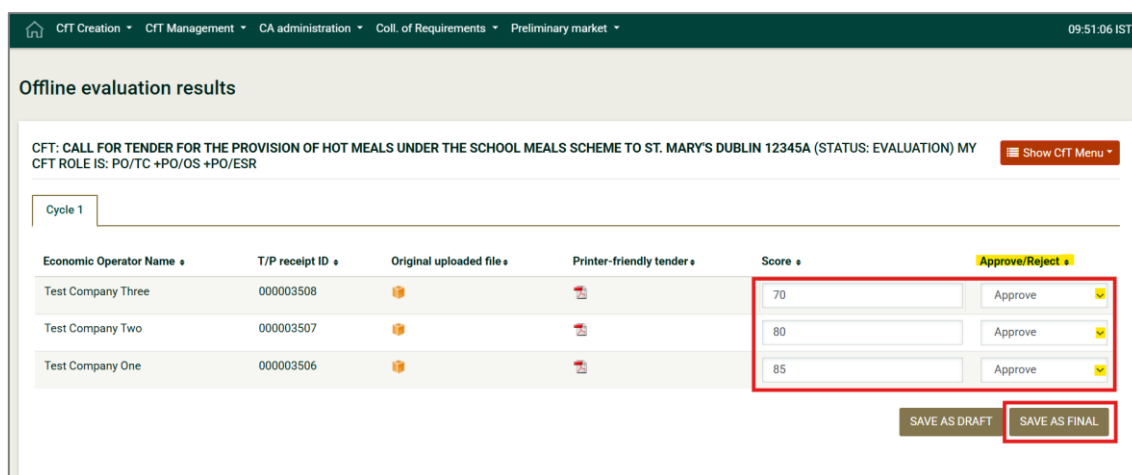 CfT Creation CfT Management CA administration Coll. of Requirements Preliminary market 09:51:06 IST
Offline evaluation results
CFT: CALL FOR TENDER FOR THE PROVISION OF HOT MEALS UNDER THE SCHOOL MEALS SCHEME TO ST. MARY'S DUBLIN 12345A (STATUS: EVALUATION) MY
CFT ROLE IS: PO/TC +PO/OS +PO/ESR
Show CfT Menu
Cycle 1
Economic Operator Name T/P receipt ID Original uploaded file Printer-friendly tender Score Approve/Reject
Test Company Three 000003508 70 Approve
Test Company Two 000003507 80 Approve
Test Company One 000003506 85 Approve
SAVE AS DRAFT SAVE AS FINAL